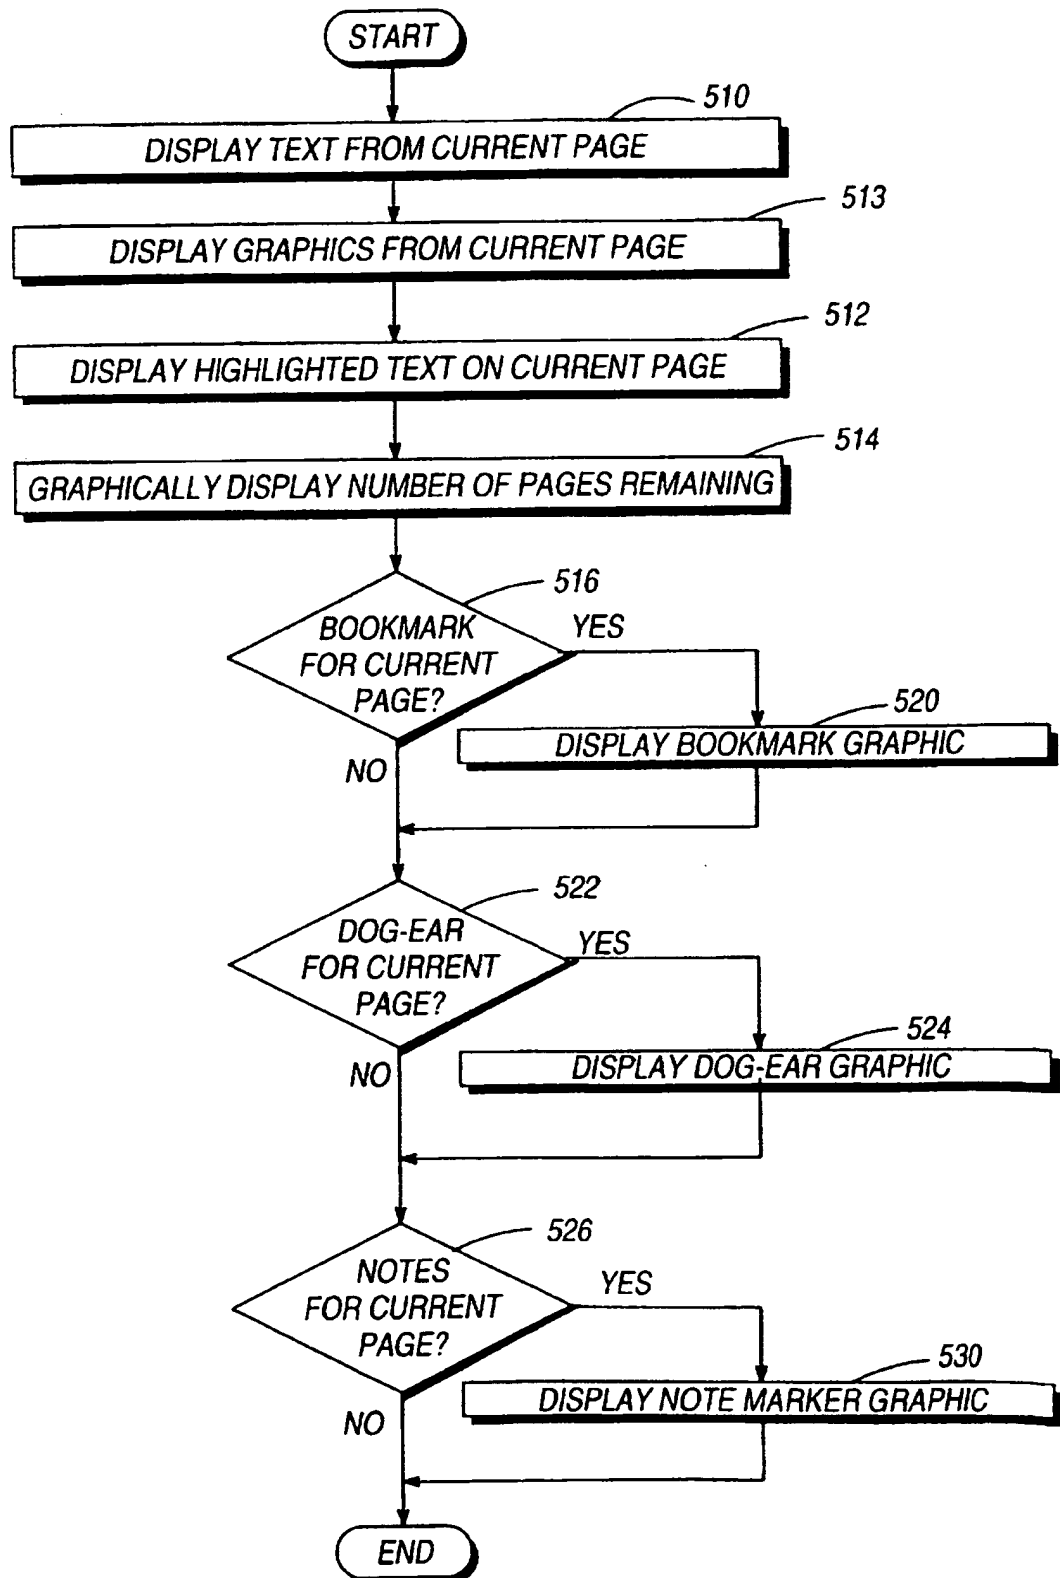 START
510
DISPLAY TEXT FROM CURRENT PAGE
513
DISPLAY GRAPHICS FROM CURRENT PAGE
512
DISPLAY HIGHLIGHTED TEXT ON CURRENT PAGE
514
GRAPHICALLY DISPLAY NUMBER OF PAGES REMAINING
516
BOOKMARK
FOR CURRENT
PAGE?
YES
NO
520
DISPLAY BOOKMARK GRAPHIC
522
DOG-EAR
FOR CURRENT
PAGE?
YES
NO
524
DISPLAY DOG-EAR GRAPHIC
526
NOTES
FOR CURRENT
PAGE?
YES
NO
530
DISPLAY NOTE MARKER GRAPHIC
END